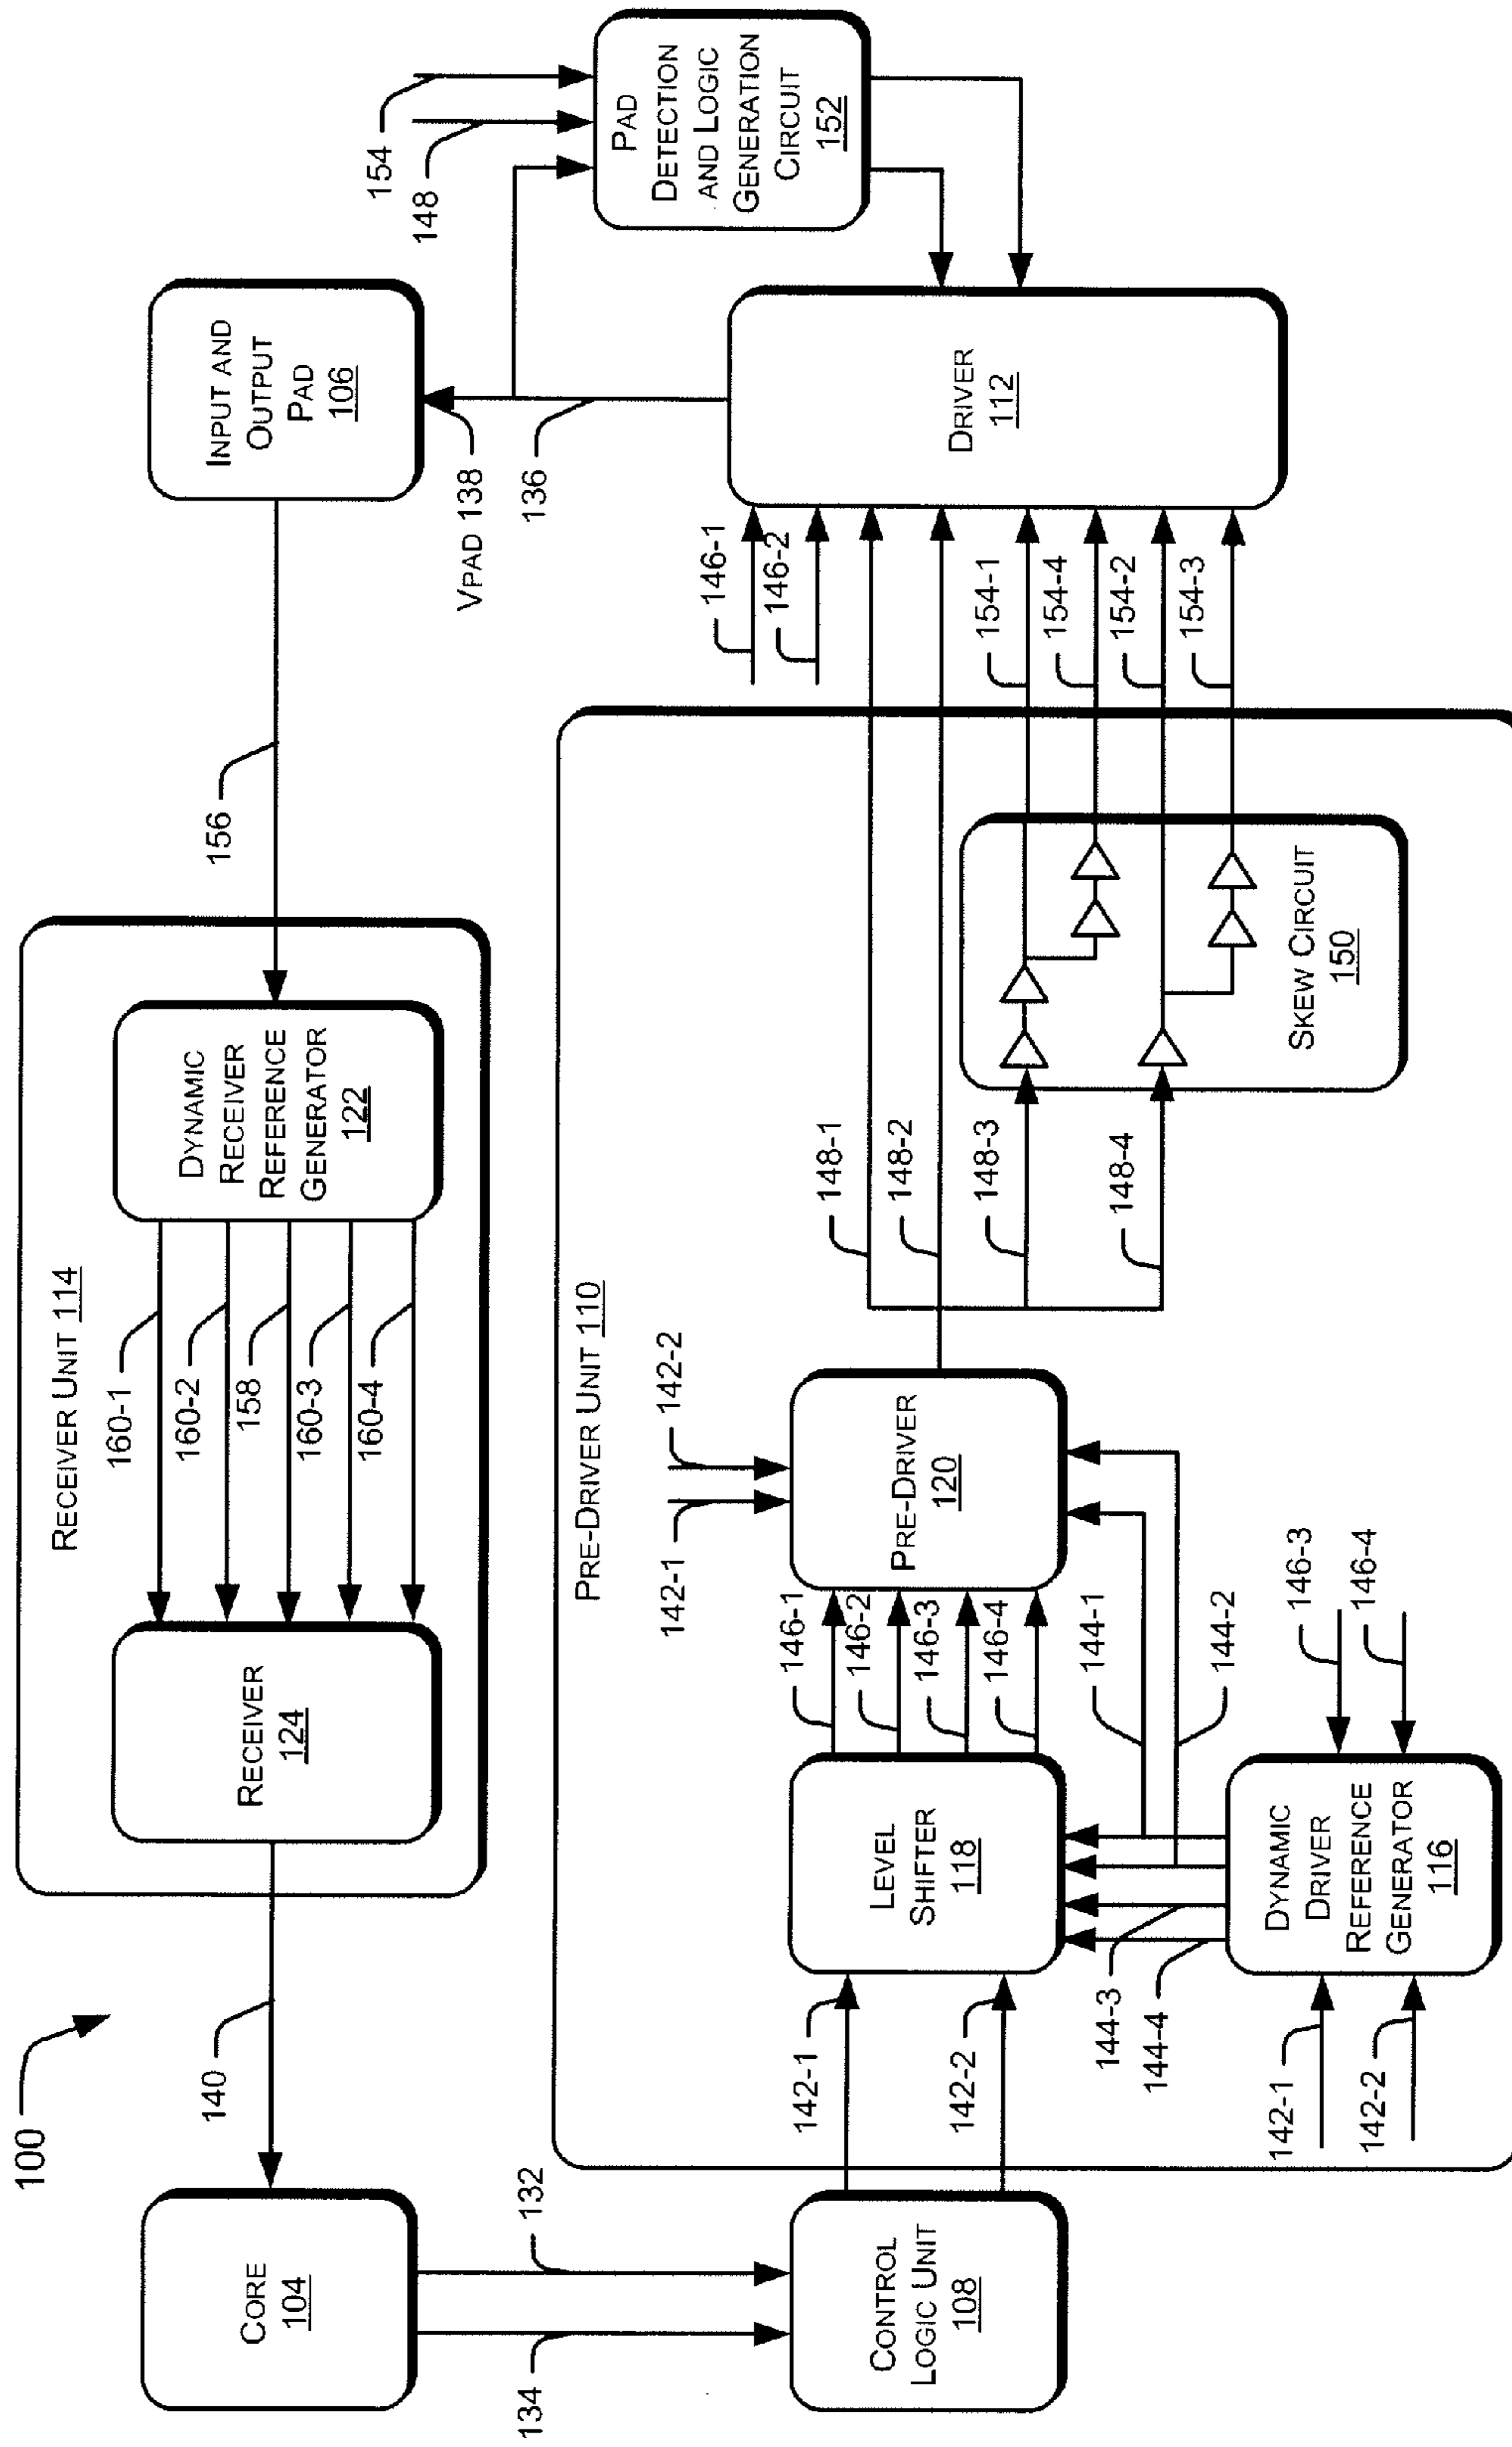 100
CORE
104
140
132
134
CONTROL
LOGIC UNIT
108
RECEIVER UNIT 114
RECEIVER
124
160-1
160-2
158
160-3
160-4
DYNAMIC
RECEIVER
REFERENCE
GENERATOR
122
156
INPUT AND
OUTPUT
PAD
106
VPAD 138
136
154
148
PAD
DETECTION
AND LOGIC
GENERATION
CIRCUIT
152
DRIVER
112
146-1
146-2
154-1
154-4
154-2
154-3
PRE-DRIVER UNIT 110
142-1
142-2
LEVEL
SHIFTER
118
146-1
146-2
146-3
146-4
142-1
142-2
PRE-DRIVER
120
144-1
144-2
144-3
144-4
142-1
142-2
DYNAMIC
DRIVER
REFERENCE
GENERATOR
116
146-3
146-4
148-1
148-2
148-3
148-4
SKEW CIRCUIT
150